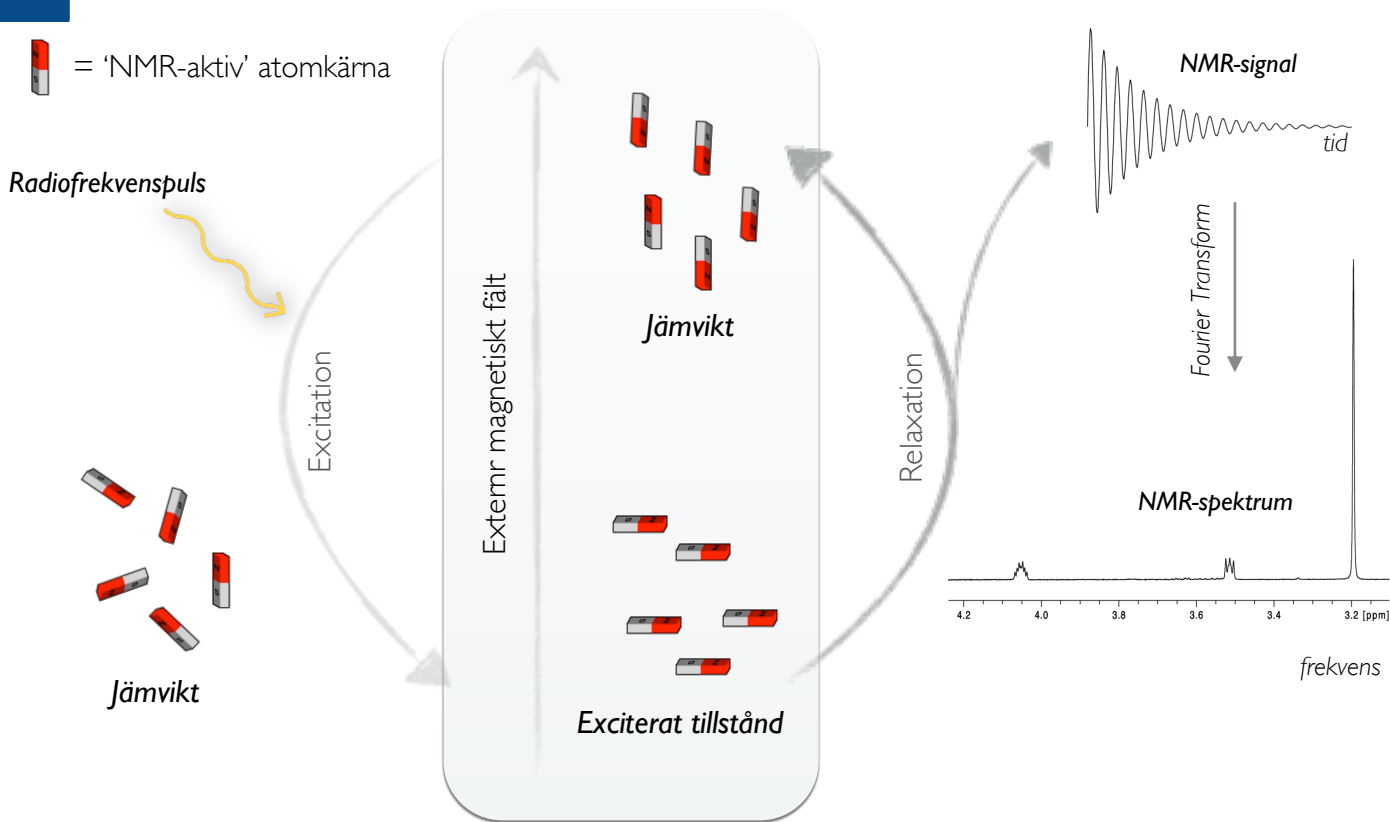 = 'NMR-aktiv' atomkärna
Radiofrekvenspuls
Jämvikt
Excitation
Externr magnetiskt fält
Jämvikt
Exciterat tillstånd
Relaxation
NMR-signal
tid
Fourier Transform
NMR-spektrum
4.2 4.0 3.8 3.6 3.4 3.2 [ppm]
frekvens